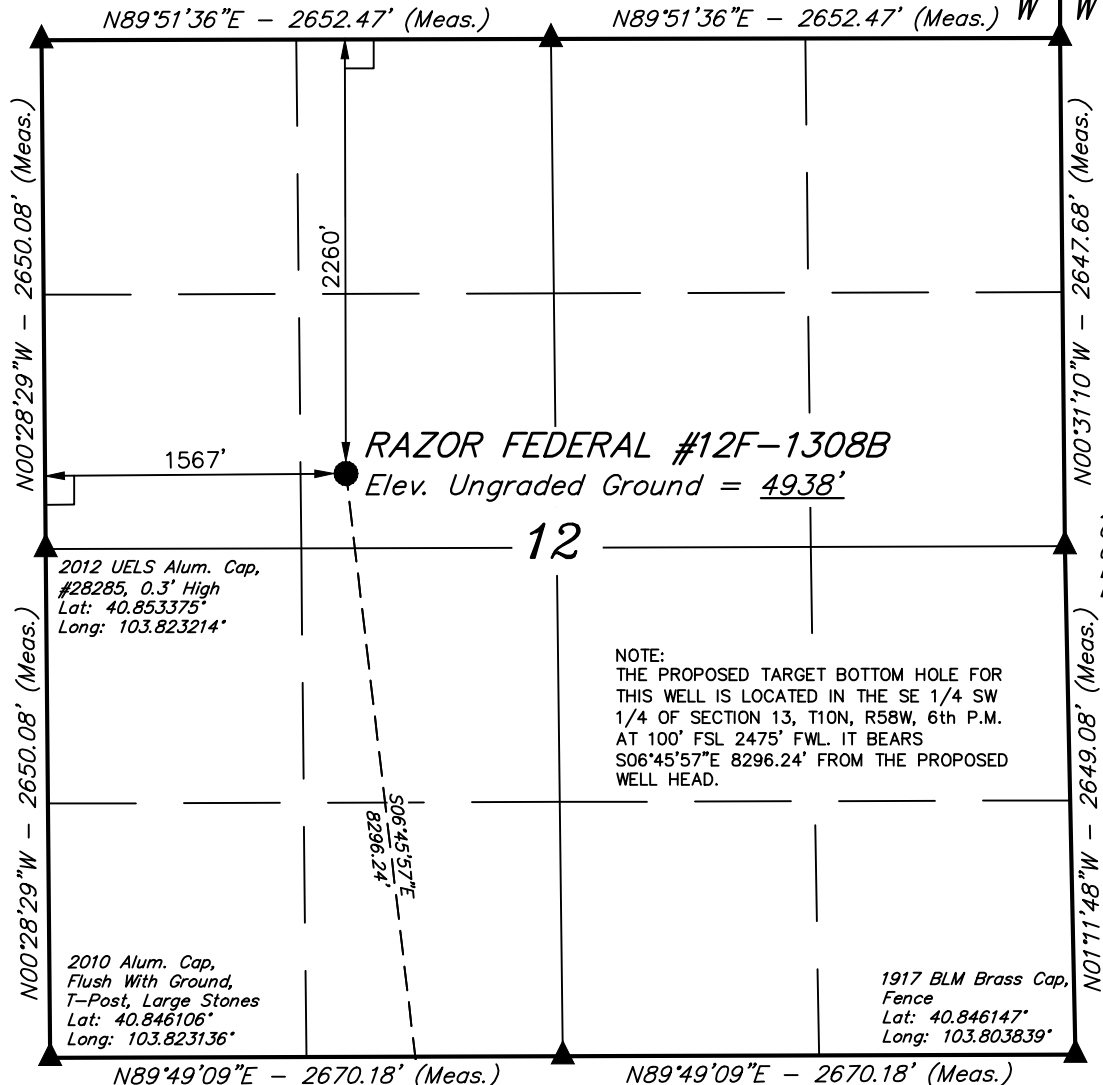 N89°51'36"E - 2652.47' (Meas.)
N89°51'36"E - 2652.47' (Meas.)
W
W
N00°28'29"W - 2650.08' (Meas.)
N00°31'10"W - 2647.68' (Meas.)
2260'
RAZOR FEDERAL #12F-1308B
1567'
Elev. Ungraded Ground = 4938'
12
2012 UELS Alum. Cap,
#28285, 0.3' High
Lat: 40.853375°
Long: 103.823214°
NOTE:
THE PROPOSED TARGET BOTTOM HOLE FOR
THIS WELL IS LOCATED IN THE SE 1/4 SW
1/4 OF SECTION 13, T10N, R58W, 6th P.M.
AT 100' FSL 2475' FWL. IT BEARS
S06°45'57"E 8296.24' FROM THE PROPOSED
WELL HEAD.
N00°28'29"W - 2650.08' (Meas.)
N01°11'48"W - 2649.08' (Meas.)
S06°45'57"E
8296.24'
2010 Alum. Cap,
Flush With Ground,
T-Post, Large Stones
Lat: 40.846106°
Long: 103.823136°
1917 BLM Brass Cap,
Fence
Lat: 40.846147°
Long: 103.803839°
N89°49'09"E - 2670.18' (Meas.)
N89°49'09"E - 2670.18' (Meas.)